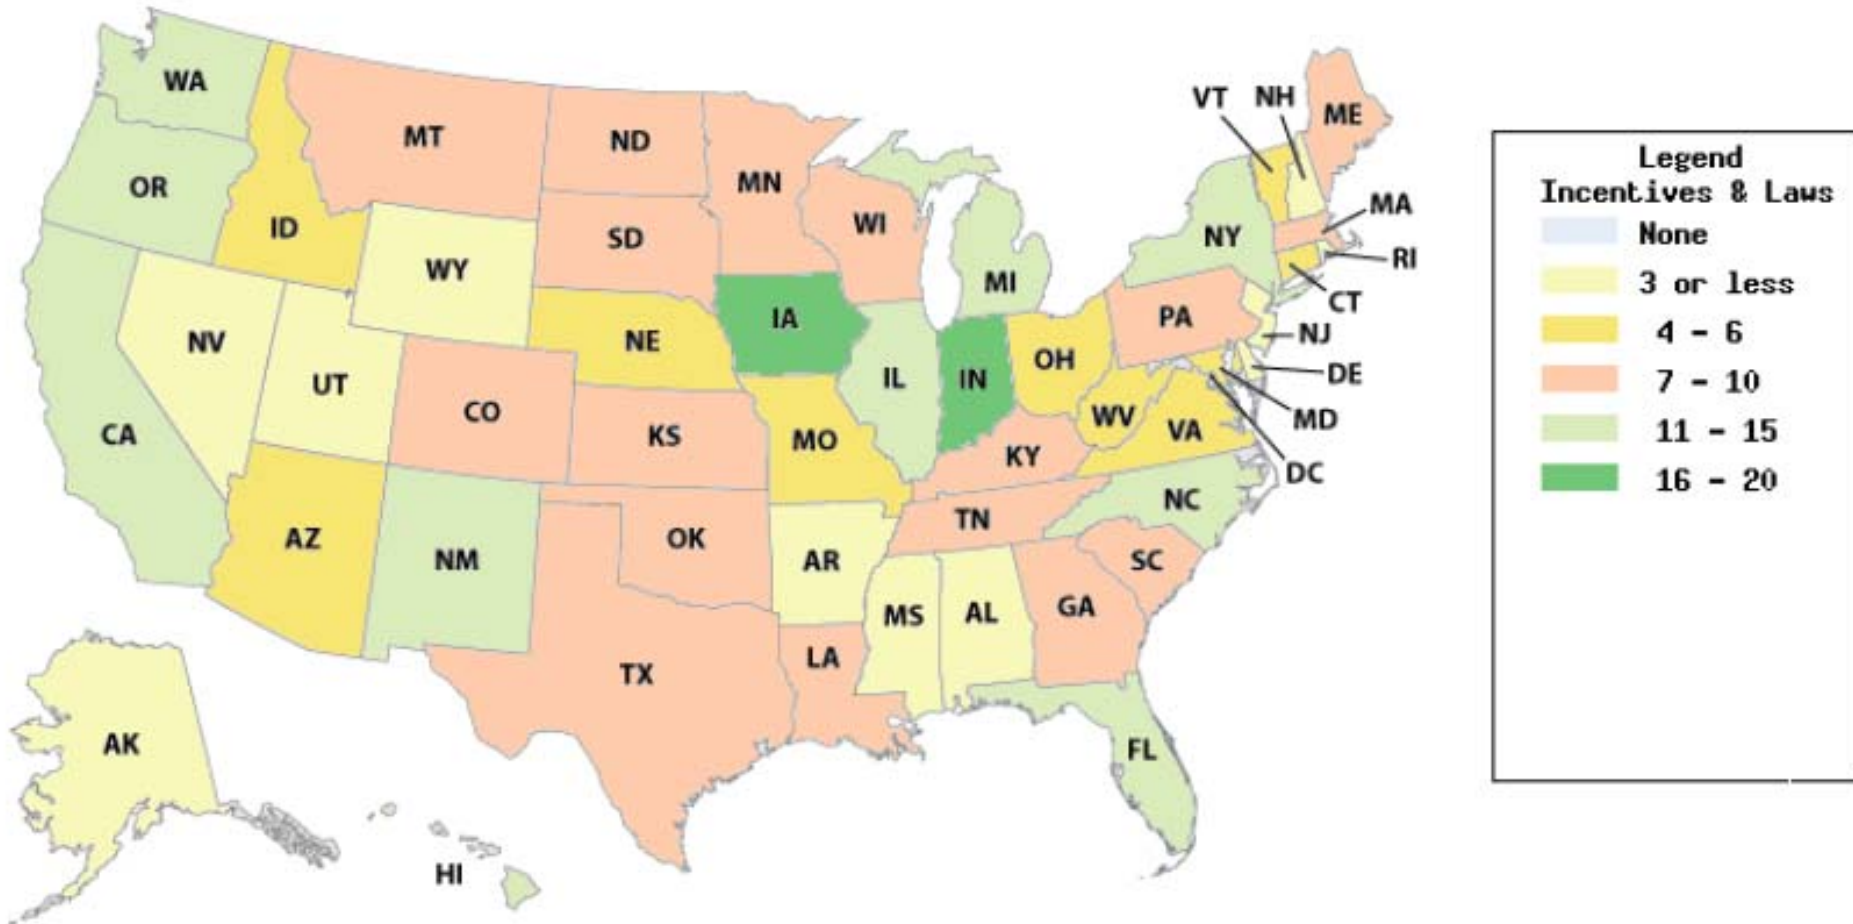 WA
OR
CA
ID
NV
MT
WY
UT
AZ
CO
NM
ND
SD
NE
KS
OK
TX
MN
IA
MO
AR
LA
WI
IL
MI
IN
OH
KY
TN
MS
AL
GA
SC
NC
VA
WV
FL
PA
NY
VT
NH
ME
MA
RI
CT
NJ
DE
MD
DC
AK
HI
Legend
Incentives & Laws
None
3 or less
4 - 6
7 - 10
11 - 15
16 - 20